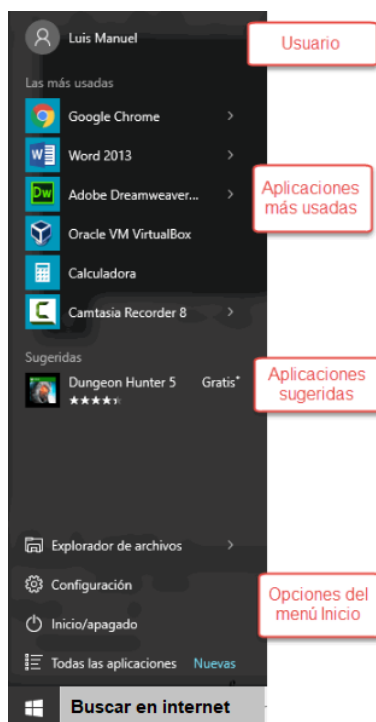 Luis Manuel
Usuario
Las más usadas
Google Chrome
Word 2013
Adobe Dreamweaver...
Aplicaciones
más usadas
Oracle VM VirtualBox
Calculadora
Camtasia Recorder 8
Sugeridas
Dungeon Hunter 5 Gratis*
Aplicaciones
sugeridas
Explorador de archivos
Configuración
Opciones del
menú Inicio
Inicio/apagado
Todas las aplicaciones Nuevas
Buscar en internet